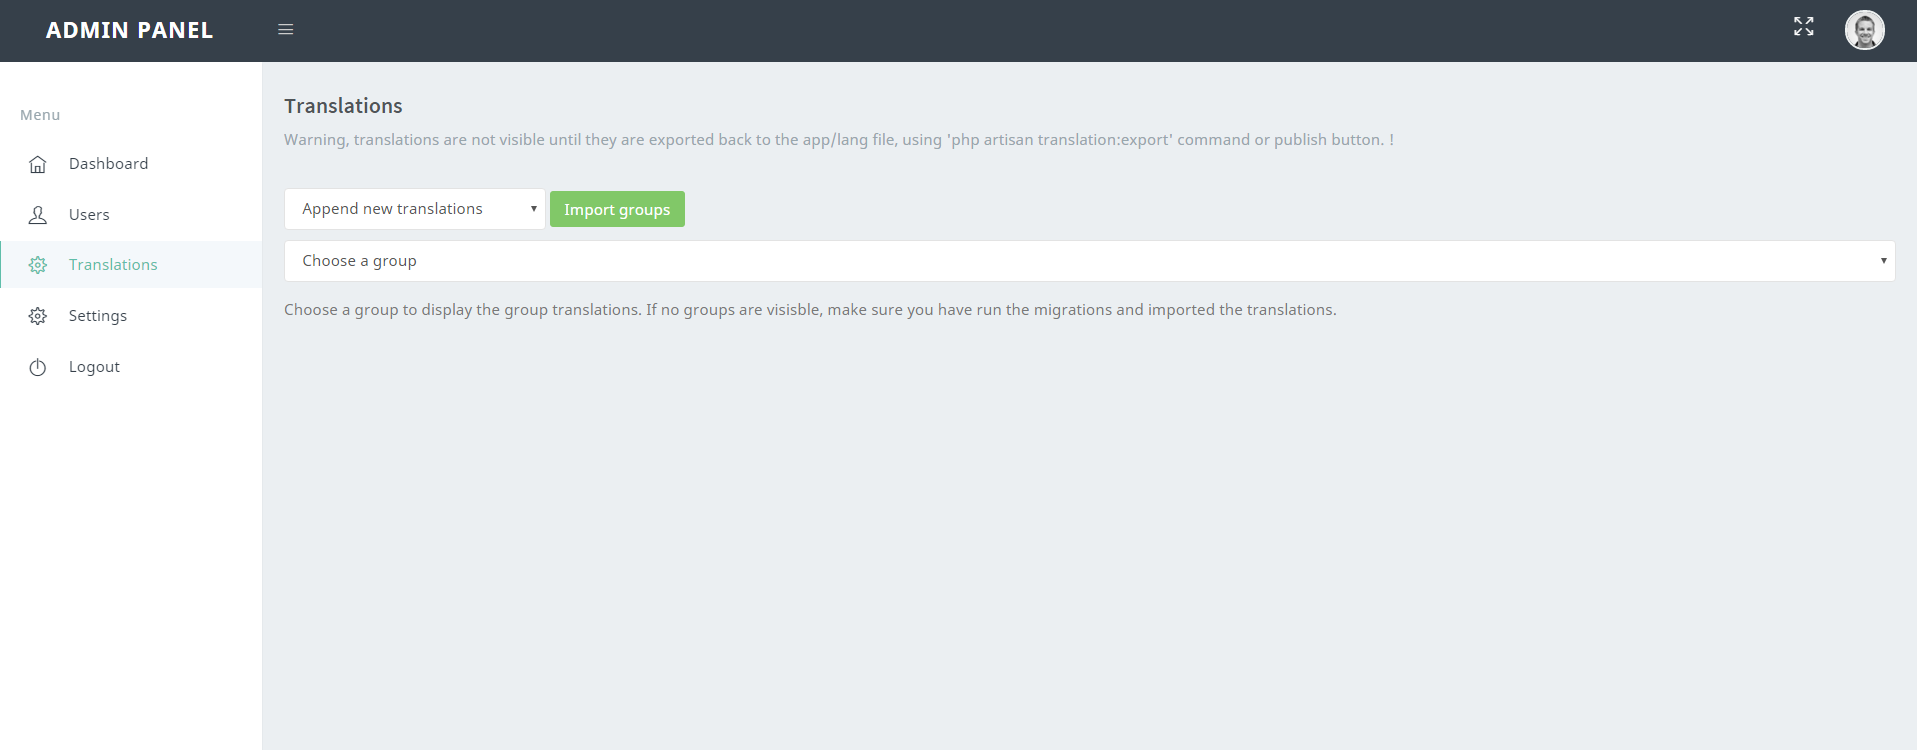 ADMIN PANEL
Menu
Dashboard
Users
Translations
Settings
Logout
Translations
Warning, translations are not visible until they are exported back to the app/lang file, using 'php artisan translation:export' command or publish button. !
Append new translations
Import groups
Choose a group
Choose a group to display the group translations. If no groups are visisble, make sure you have run the migrations and imported the translations.